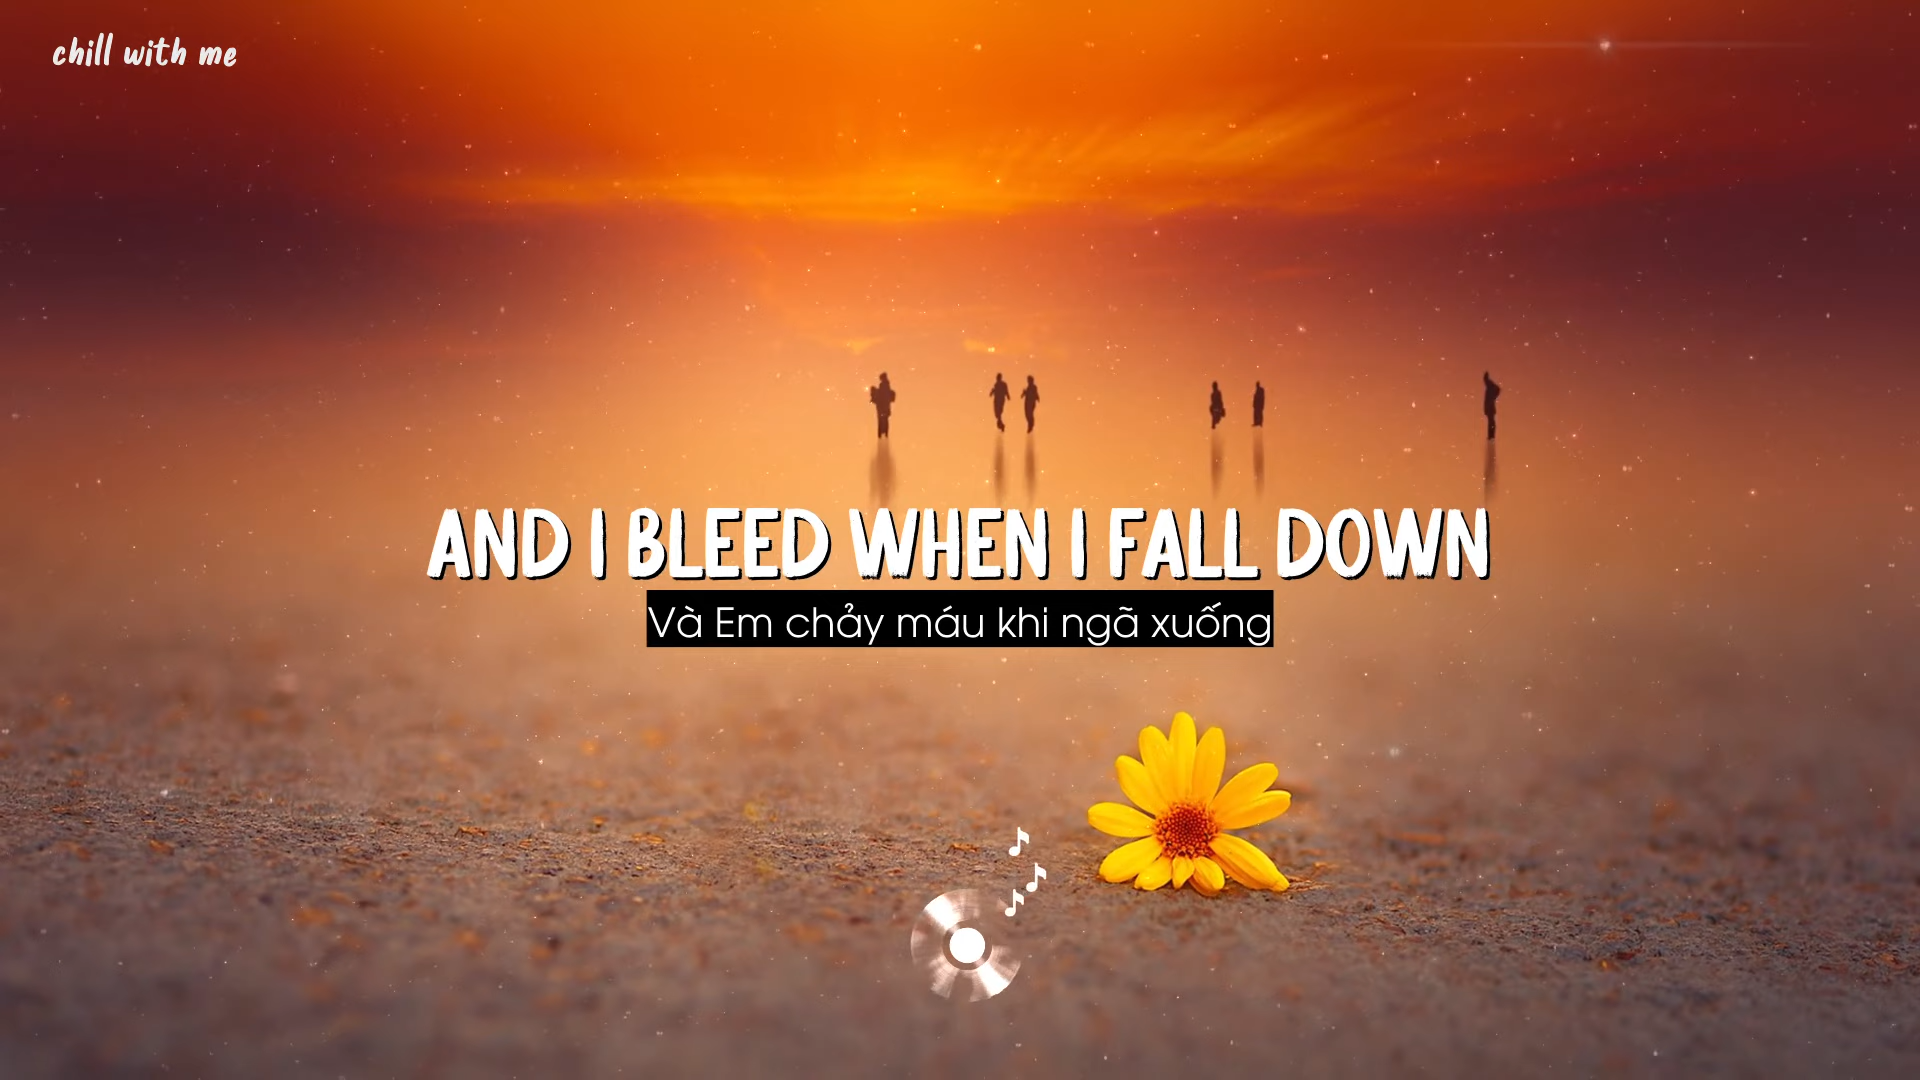 chill with me
AND I BLEED WHEN I FALL DOWN
Và Em chảy máu khi ngã xuống